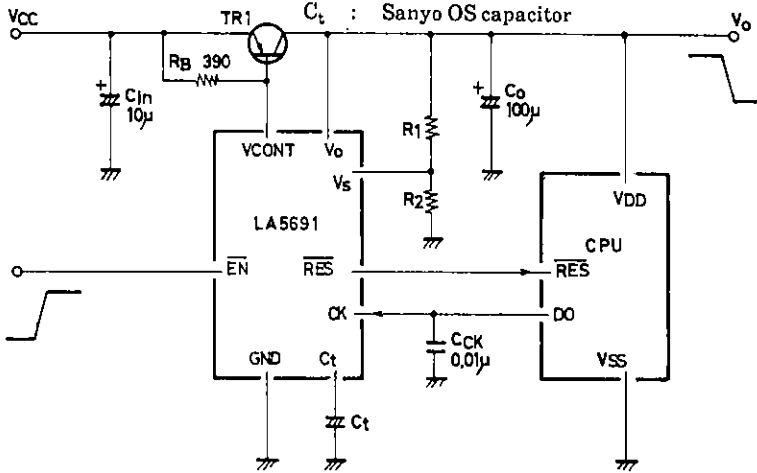 Ct : Sanyo OS capacitor
VCC
TR1
Vo
RB 390
+
Cin
10μ
+
Co
100μ
R1
VCONT
Vo
Vs
R2
VDD
LA5691
CPU
EN
RES
RES
CK
DO
CCK
0,01μ
GND
Ct
VSS
Ct